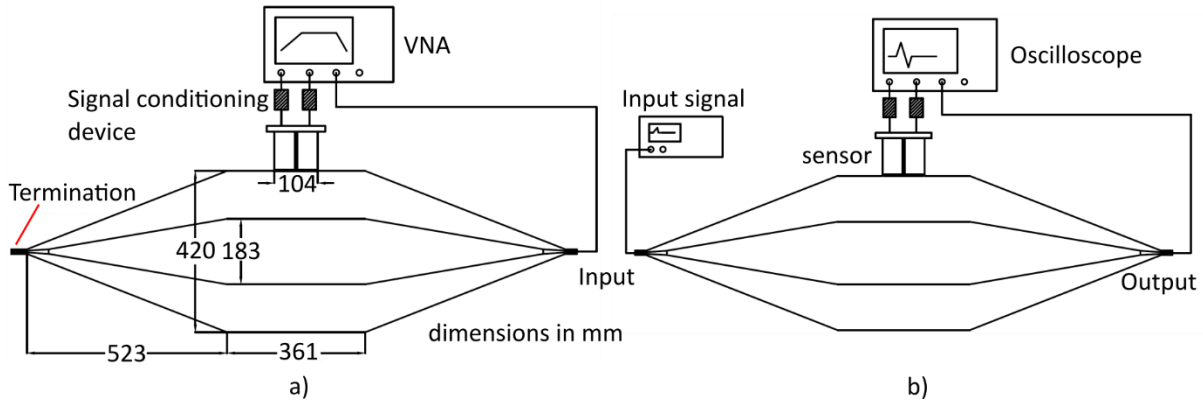 VNA
Signal conditioning
device
Termination
104
420
183
Input
dimensions in mm
523
361
a)
Oscilloscope
Input signal
sensor
Output
b)